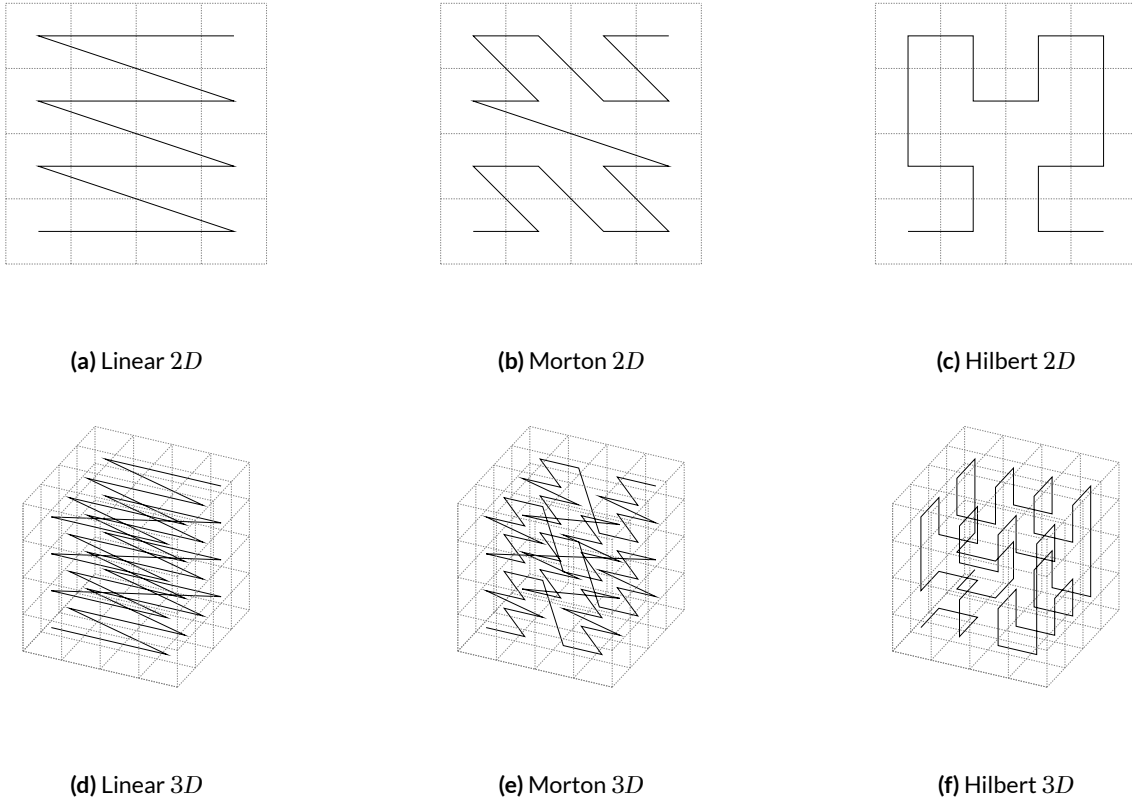 (a) Linear 2D
(b) Morton 2D
(c) Hilbert 2D
(d) Linear 3D
(e) Morton 3D
(f) Hilbert 3D